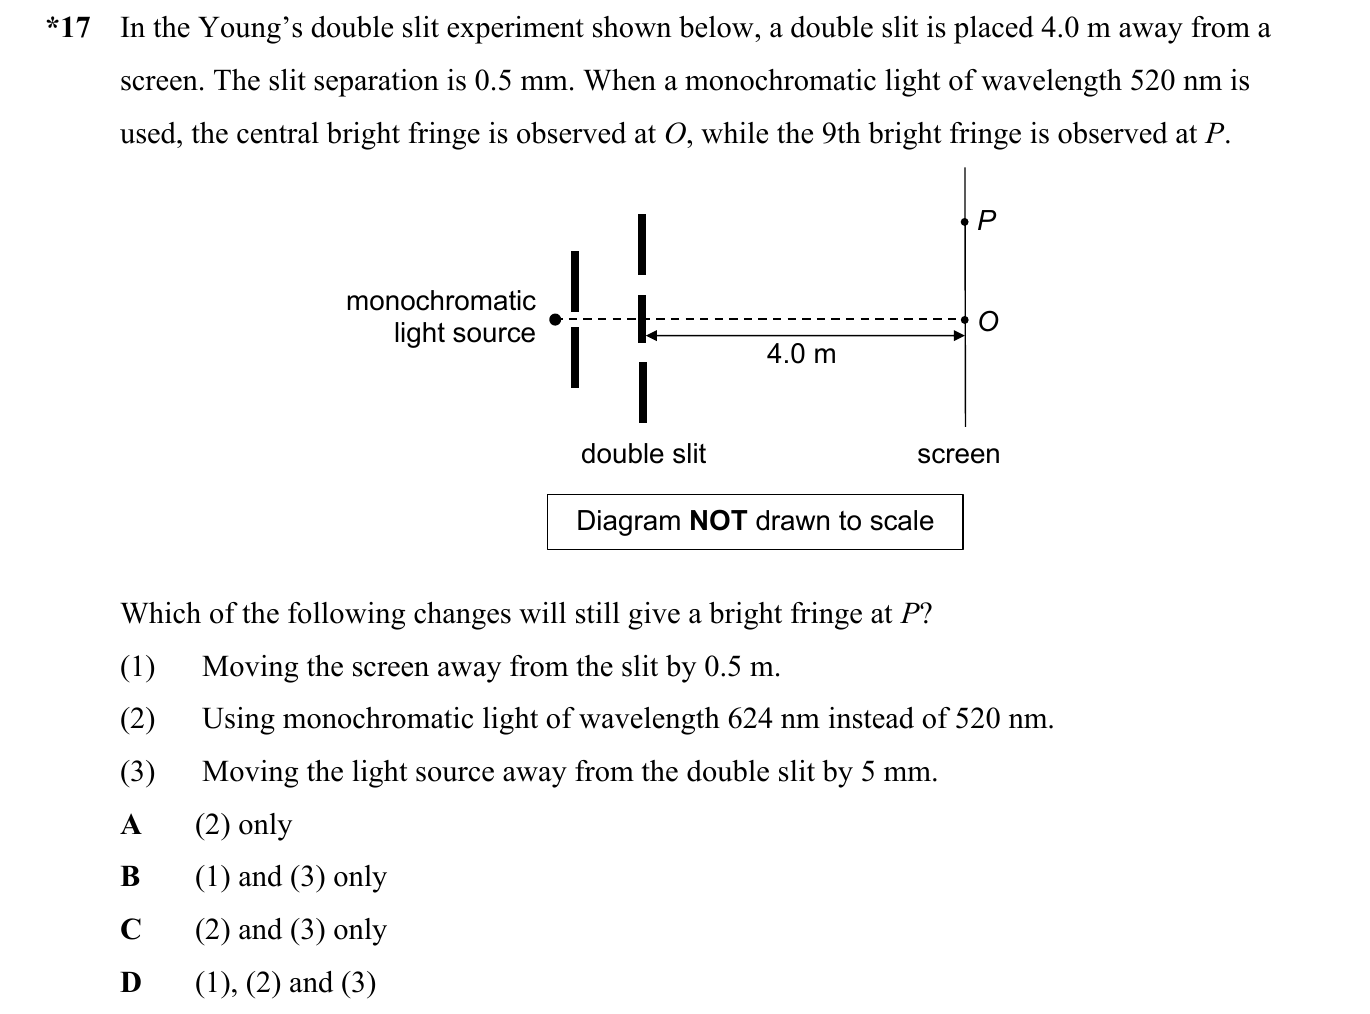 *17 In the Young’s double slit experiment shown below, a double slit is placed 4.0 m away from a
screen. The slit separation is 0.5 mm. When a monochromatic light of wavelength 520 nm is
used, the central bright fringe is observed at O, while the 9th bright fringe is observed at P.
P
monochromatic
light source
O
4.0 m
double slit
screen
Diagram NOT drawn to scale
Which of the following changes will still give a bright fringe at P?
(1) Moving the screen away from the slit by 0.5 m.
(2) Using monochromatic light of wavelength 624 nm instead of 520 nm.
(3) Moving the light source away from the double slit by 5 mm.
A (2) only
B (1) and (3) only
C (2) and (3) only
D (1), (2) and (3)